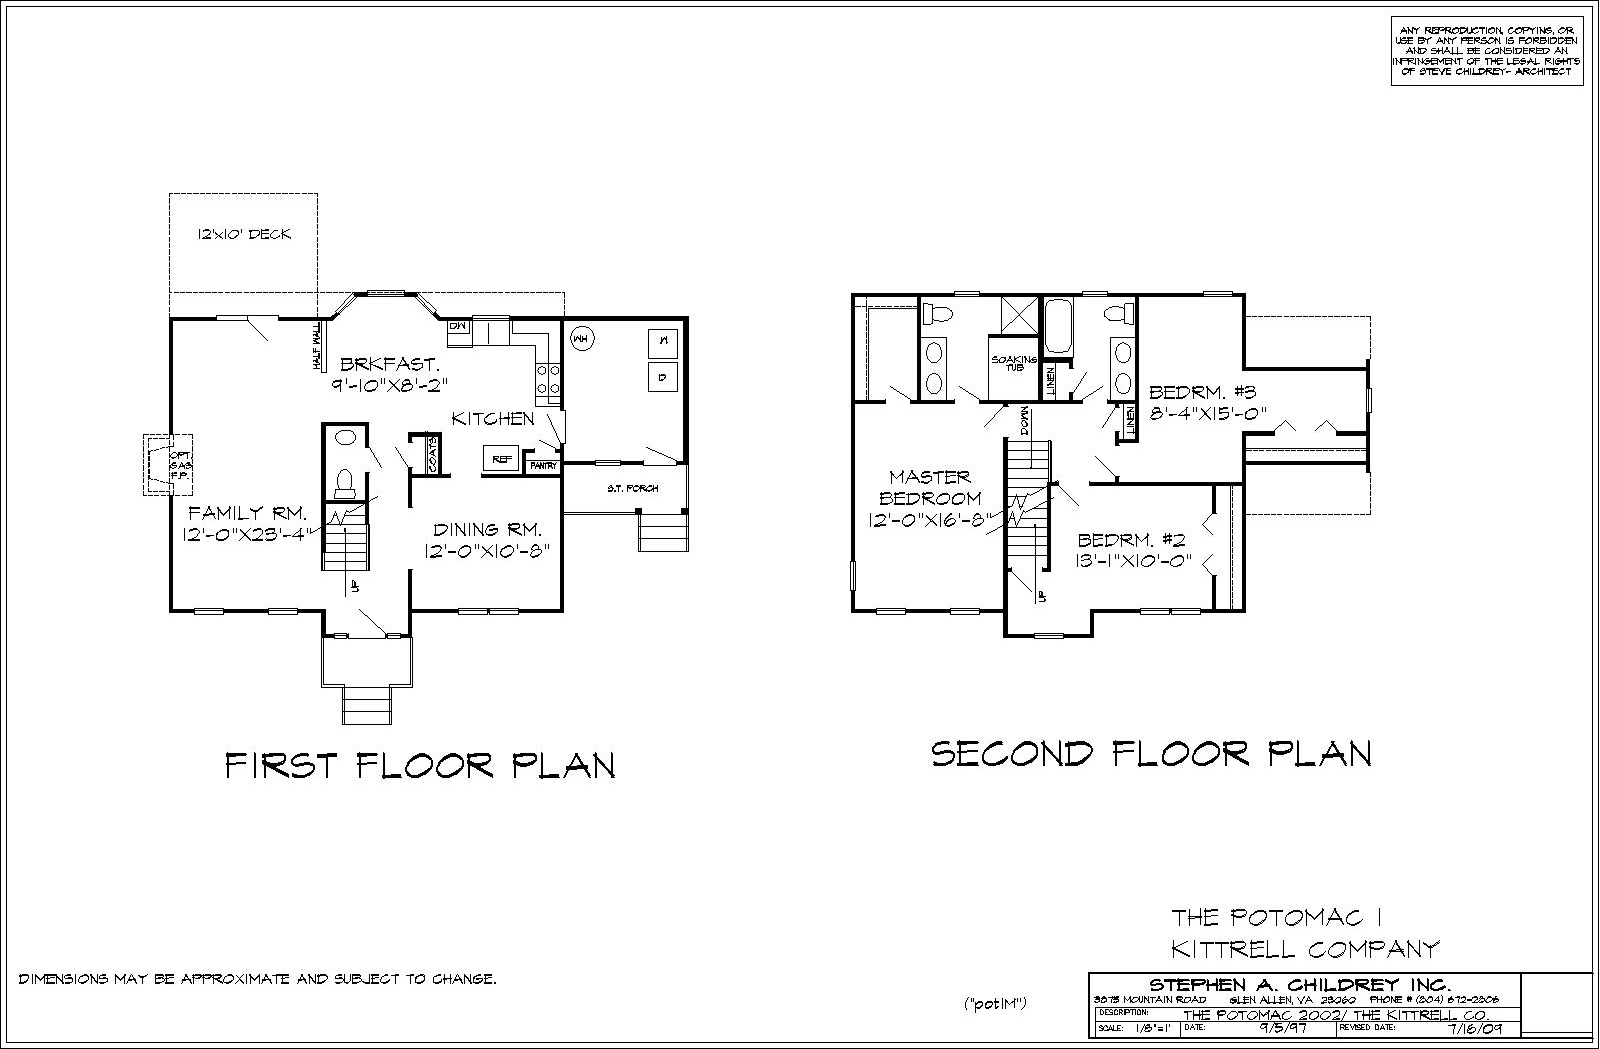 ANY REPRODUCTION, COPYING, OR
USE BY ANY PERSON IS FORBIDDEN
AND SHALL BE CONSIDERED AN
INFRINGEMENT OF THE LEGAL RIGHTS
OF STEVE CHILDREY- ARCHITECT
12'X10' DECK
HALF WALL
BRKFAST.
9'-10"X8'-2"
DW
WH
W
D
KITCHEN
COATS
REF
PANTRY
OPT.
GAS
F.P.
FAMILY RM.
12'-0"X23'-4"
DINING RM.
12'-0"X10'-8"
S.T. PORCH
UP
FIRST FLOOR PLAN
SOAKING
TUB
LINEN
LINEN
DOWN
BEDRM. #3
8'-4"X15'-0"
MASTER
BEDROOM
12'-0"X16'-8"
BEDRM. #2
13'-1"X10'-0"
UP
SECOND FLOOR PLAN
THE POTOMAC 1
KITTRELL COMPANY
DIMENSIONS MAY BE APPROXIMATE AND SUBJECT TO CHANGE.
("pot1M")
STEPHEN A. CHILDREY INC.
3873 MOUNTAIN ROAD GLEN ALLEN, VA 23060 PHONE # (804) 672-2806
DESCRIPTION: THE POTOMAC 2002/ THE KITTRELL CO.
SCALE: 1/8"=1' DATE: 9/5/97 REVISED DATE: 7/16/09